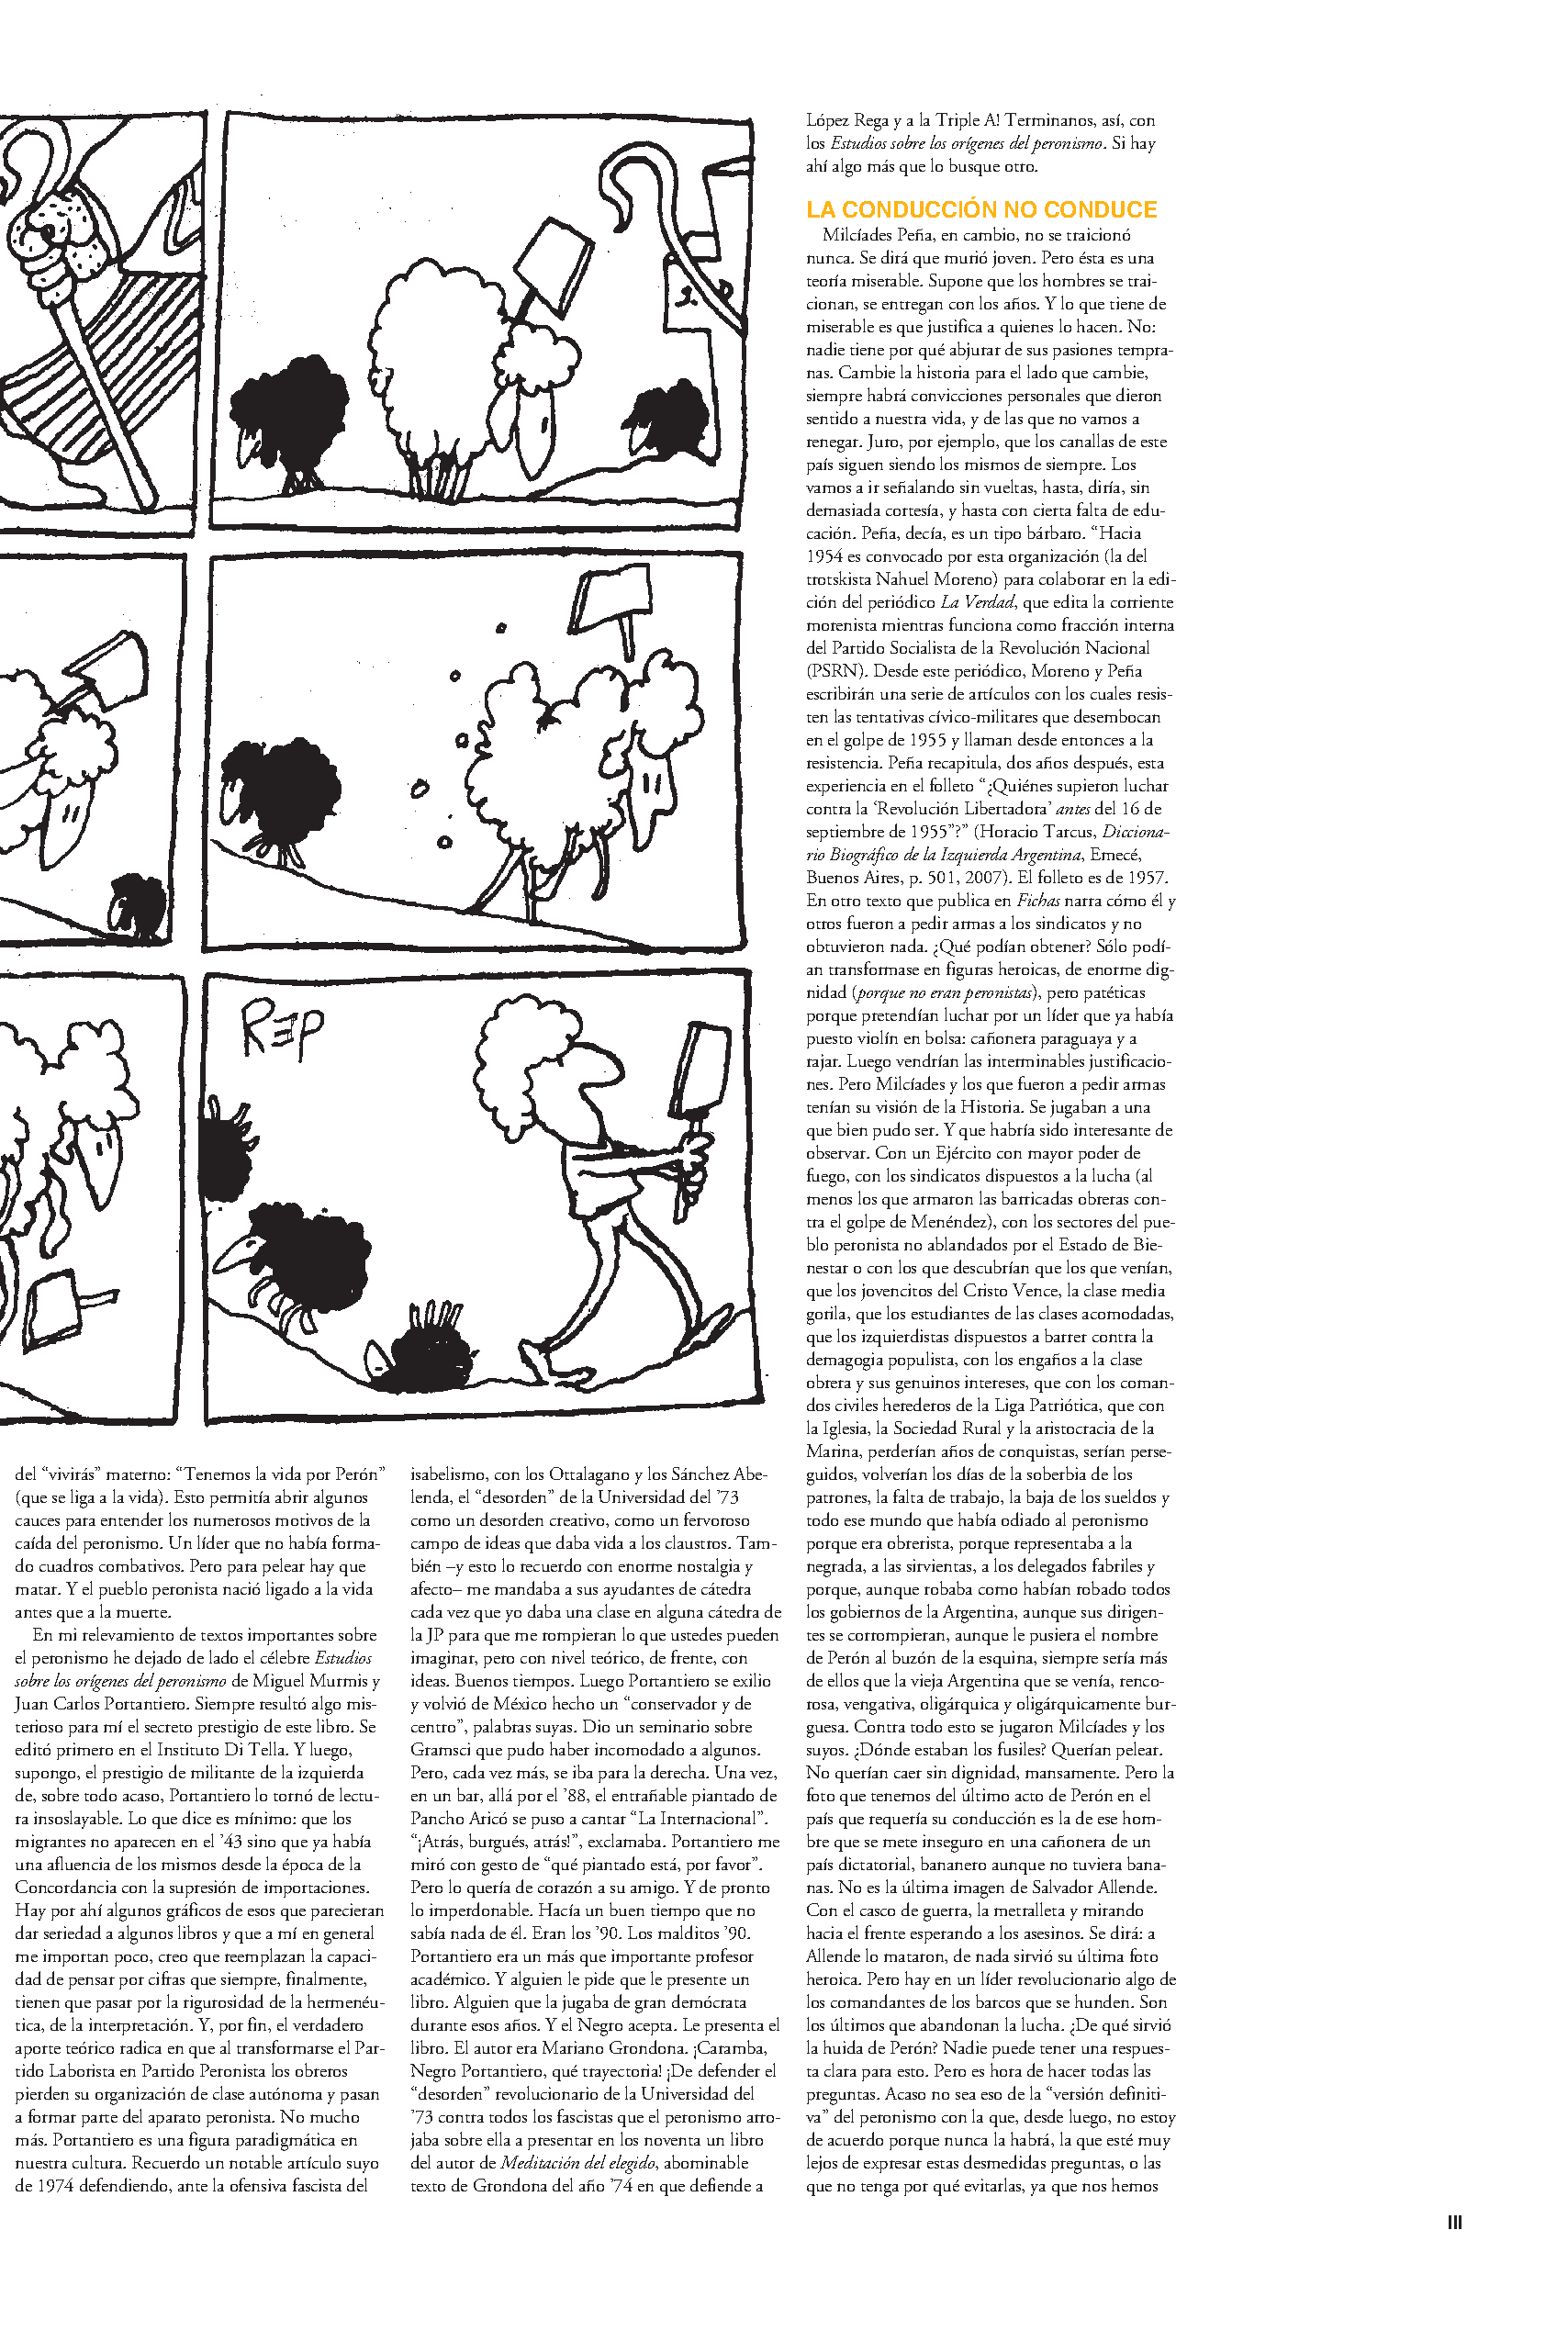 REP
del “vivirás” materno: “Tenemos la vida por Perón”
(que se liga a la vida). Esto permitía abrir algunos
cauces para entender los numerosos motivos de la
caída del peronismo. Un líder que no había forma-
do cuadros combativos. Pero para pelear hay que
matar. Y el pueblo peronista nació ligado a la vida
antes que a la muerte.
En mi relevamiento de textos importantes sobre
el peronismo he dejado de lado el célebre Estudios
sobre los orígenes del peronismo de Miguel Murmis y
Juan Carlos Portantiero. Siempre resultó algo mis-
terioso para mí el secreto prestigio de este libro. Se
editó primero en el Instituto Di Tella. Y luego,
supongo, el prestigio de militante de la izquierda
de, sobre todo acaso, Portantiero lo tornó de lectu-
ra insoslayable. Lo que dice es mínimo: que los
migrantes no aparecen en el ’43 sino que ya había
una afluencia de los mismos desde la época de la
Concordancia con la supresión de importaciones.
Hay por ahí algunos gráficos de esos que parecieran
dar seriedad a algunos libros y que a mí en general
me importan poco, creo que reemplazan la capaci-
dad de pensar por cifras que siempre, finalmente,
tienen que pasar por la rigurosidad de la hermenéu-
tica, de la interpretación. Y, por fin, el verdadero
aporte teórico radica en que al transformarse el Par-
tido Laborista en Partido Peronista los obreros
pierden su organización de clase autónoma y pasan
a formar parte del aparato peronista. No mucho
más. Portantiero es una figura paradigmática en
nuestra cultura. Recuerdo un notable artículo suyo
de 1974 defendiendo, ante la ofensiva fascista del
isabelismo, con los Ottalagano y los Sánchez Abe-
lenda, el “desorden” de la Universidad del ’73
como un desorden creativo, como un fervoroso
campo de ideas que daba vida a los claustros. Tam-
bién –y esto lo recuerdo con enorme nostalgia y
afecto– me mandaba a sus ayudantes de cátedra
cada vez que yo daba una clase en alguna cátedra de
la JP para que me rompieran lo que ustedes pueden
imaginar, pero con nivel teórico, de frente, con
ideas. Buenos tiempos. Luego Portantiero se exilio
y volvió de México hecho un “conservador y de
centro”, palabras suyas. Dio un seminario sobre
Gramsci que pudo haber incomodado a algunos.
Pero, cada vez más, se iba para la derecha. Una vez,
en un bar, allá por el ’88, el entrañable piantado de
Pancho Aricó se puso a cantar “La Internacional”.
“¡Atrás, burgués, atrás!”, exclamaba. Portantiero me
miró con gesto de “qué piantado está, por favor”.
Pero lo quería de corazón a su amigo. Y de pronto
lo imperdonable. Hacía un buen tiempo que no
sabía nada de él. Eran los ’90. Los malditos ’90.
Portantiero era un más que importante profesor
académico. Y alguien le pide que le presente un
libro. Alguien que la jugaba de gran demócrata
durante esos años. Y el Negro acepta. Le presenta el
libro. El autor era Mariano Grondona. ¡Caramba,
Negro Portantiero, qué trayectoria! ¡De defender el
“desorden” revolucionario de la Universidad del
’73 contra todos los fascistas que el peronismo arro-
jaba sobre ella a presentar en los noventa un libro
del autor de Meditación del elegido, abominable
texto de Grondona del año ’74 en que defiende a
López Rega y a la Triple A! Terminanos, así, con
los Estudios sobre los orígenes del peronismo. Si hay
ahí algo más que lo busque otro.
LA CONDUCCIÓN NO CONDUCE
Milcíades Peña, en cambio, no se traicionó
nunca. Se dirá que murió joven. Pero ésta es una
teoría miserable. Supone que los hombres se trai-
cionan, se entregan con los años. Y lo que tiene de
miserable es que justifica a quienes lo hacen. No:
nadie tiene por qué abjurar de sus pasiones tempra-
nas. Cambie la historia para el lado que cambie,
siempre habrá convicciones personales que dieron
sentido a nuestra vida, y de las que no vamos a
renegar. Juro, por ejemplo, que los canallas de este
país siguen siendo los mismos de siempre. Los
vamos a ir señalando sin vueltas, hasta, diría, sin
demasiada cortesía, y hasta con cierta falta de edu-
cación. Peña, decía, es un tipo bárbaro. “Hacia
1954 es convocado por esta organización (la del
trotskista Nahuel Moreno) para colaborar en la edi-
ción del periódico La Verdad, que edita la corriente
morenista mientras funciona como fracción interna
del Partido Socialista de la Revolución Nacional
(PSRN). Desde este periódico, Moreno y Peña
escribirán una serie de artículos con los cuales resis-
ten las tentativas cívico-militares que desembocan
en el golpe de 1955 y llaman desde entonces a la
resistencia. Peña recapitula, dos años después, esta
experiencia en el folleto “¿Quiénes supieron luchar
contra la ‘Revolución Libertadora’ antes del 16 de
septiembre de 1955”?” (Horacio Tarcus, Dicciona-
rio Biográfico de la Izquierda Argentina, Emecé,
Buenos Aires, p. 501, 2007). El folleto es de 1957.
En otro texto que publica en Fichas narra cómo él y
otros fueron a pedir armas a los sindicatos y no
obtuvieron nada. ¿Qué podían obtener? Sólo podí-
an transformase en figuras heroicas, de enorme dig-
nidad (porque no eran peronistas), pero patéticas
porque pretendían luchar por un líder que ya había
puesto violín en bolsa: cañonera paraguaya y a
rajar. Luego vendrían las interminables justificacio-
nes. Pero Milcíades y los que fueron a pedir armas
tenían su visión de la Historia. Se jugaban a una
que bien pudo ser. Y que habría sido interesante de
observar. Con un Ejército con mayor poder de
fuego, con los sindicatos dispuestos a la lucha (al
menos los que armaron las barricadas obreras con-
tra el golpe de Menéndez), con los sectores del pue-
blo peronista no ablandados por el Estado de Bie-
nestar o con los que descubrían que los que venían,
que los jovencitos del Cristo Vence, la clase media
gorila, que los estudiantes de las clases acomodadas,
que los izquierdistas dispuestos a barrer contra la
demagogia populista, con los engaños a la clase
obrera y sus genuinos intereses, que con los coman-
dos civiles herederos de la Liga Patriótica, que con
la Iglesia, la Sociedad Rural y la aristocracia de la
Marina, perderían años de conquistas, serían perse-
guidos, volverían los días de la soberbia de los
patrones, la falta de trabajo, la baja de los sueldos y
todo ese mundo que había odiado al peronismo
porque era obrerista, porque representaba a la
negrada, a las sirvientas, a los delegados fabriles y
porque, aunque robaba como habían robado todos
los gobiernos de la Argentina, aunque sus dirigen-
tes se corrompieran, aunque le pusiera el nombre
de Perón al buzón de la esquina, siempre sería más
de ellos que la vieja Argentina que se venía, renco-
rosa, vengativa, oligárquica y oligárquicamente bur-
guesa. Contra todo esto se jugaron Milcíades y los
suyos. ¿Dónde estaban los fusiles? Querían pelear.
No querían caer sin dignidad, mansamente. Pero la
foto que tenemos del último acto de Perón en el
país que requería su conducción es la de ese hom-
bre que se mete inseguro en una cañonera de un
país dictatorial, bananero aunque no tuviera bana-
nas. No es la última imagen de Salvador Allende.
Con el casco de guerra, la metralleta y mirando
hacia el frente esperando a los asesinos. Se dirá: a
Allende lo mataron, de nada sirvió su última foto
heroica. Pero hay en un líder revolucionario algo de
los comandantes de los barcos que se hunden. Son
los últimos que abandonan la lucha. ¿De qué sirvió
la huida de Perón? Nadie puede tener una respues-
ta clara para esto. Pero es hora de hacer todas las
preguntas. Acaso no sea eso de la “versión definiti-
va” del peronismo con la que, desde luego, no estoy
de acuerdo porque nunca la habrá, la que esté muy
lejos de expresar estas desmedidas preguntas, o las
que no tenga por qué evitarlas, ya que nos hemos
III